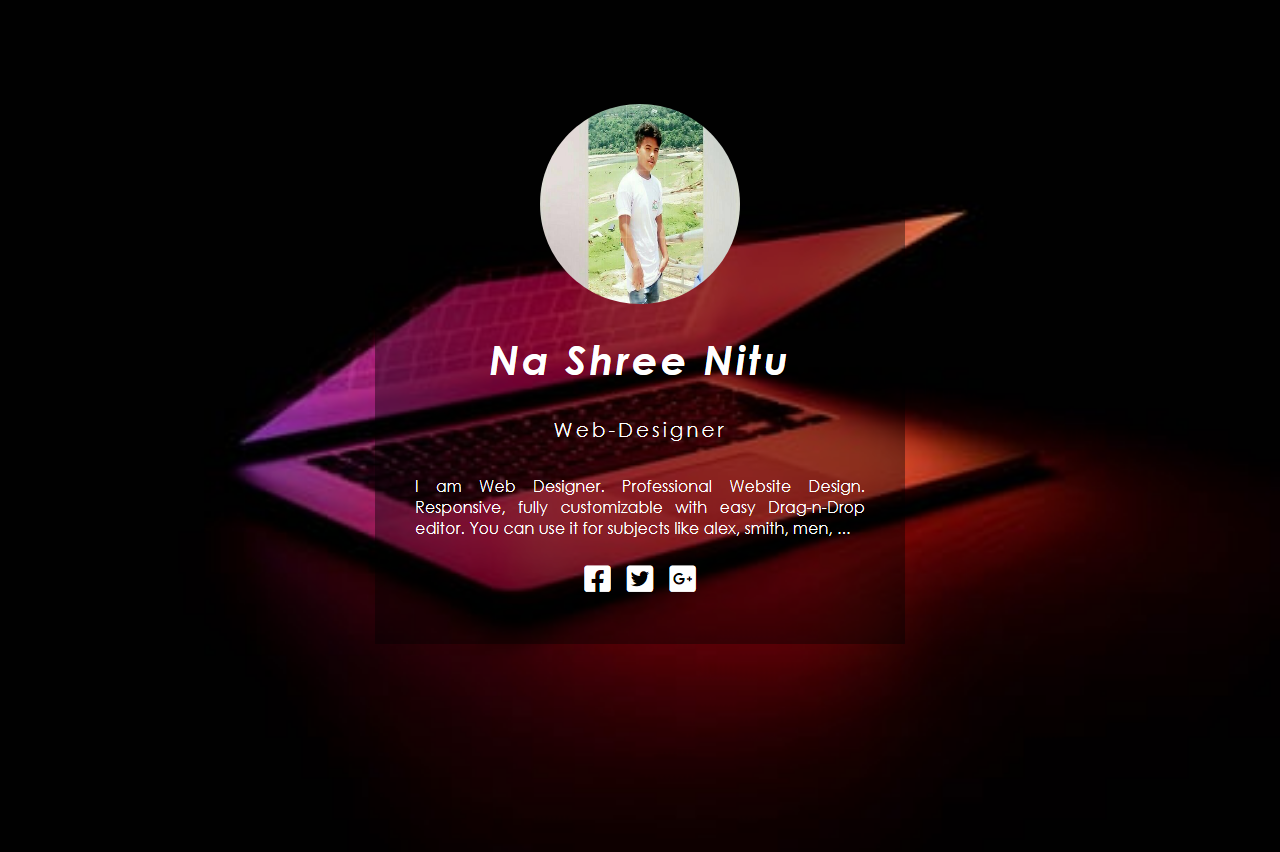 Na Shree Nitu
Web-Designer
I am Web Designer. Professional Website Design.
Responsive, fully customizable with easy Drag-n-Drop
editor. You can use it for subjects like alex, smith, men, ...